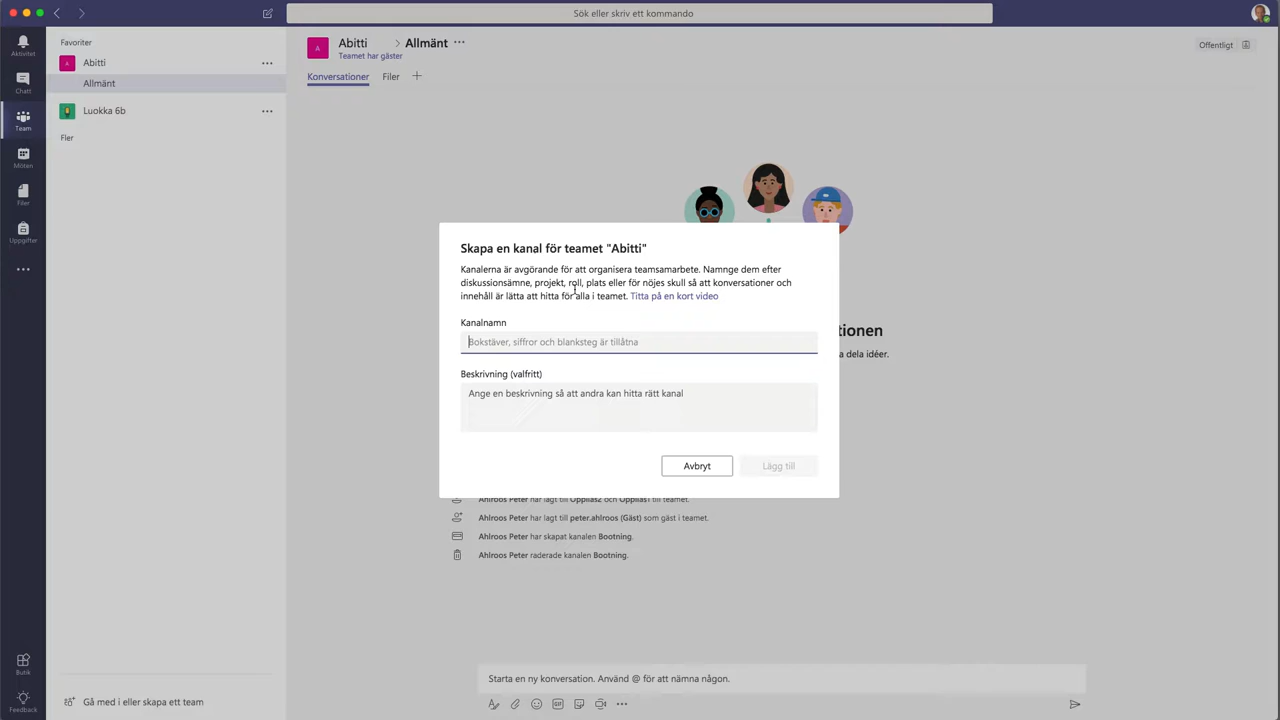 Sök eller skriv ett kommando
Aktivitet
Chatt
Team
Möten
Filer
Uppgifter
Butik
Feedback
Favoriter
A
Abitti
Allmänt
Luokka 6b
Fler
Gå med i eller skapa ett team
A
Abitti
Allmänt
Teamet har gäster
Offentligt
Konversationer
Filer
Skapa en kanal för teamet "Abitti"
Kanalerna är avgörande för att organisera teamsamarbete. Namnge dem efter
diskussionsämne, projekt, roll, plats eller för nöjes skull så att konversationer och
innehåll är lätta att hitta för alla i teamet. Titta på en kort video
Kanalnamn
Bokstäver, siffror och blanksteg är tillåtna
Beskrivning (valfritt)
Ange en beskrivning så att andra kan hitta rätt kanal
Avbryt
Lägg till
ionen
a dela idéer.
Ahlroos Peter har lagt till Oppilas2 och Oppilas1 till teamet.
Ahlroos Peter har lagt till peter.ahlroos (Gäst) som gäst i teamet.
Ahlroos Peter har skapat kanalen Bootning.
Ahlroos Peter raderade kanalen Bootning.
Starta en ny konversation. Använd @ för att nämna någon.
GIF